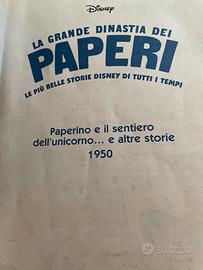 Disney
LA GRANDE DINASTIA DEI
PAPERI
LE PIÙ BELLE STORIE DISNEY DI TUTTI I TEMPI
Paperino e il sentiero
dell'unicorno... e altre storie
1950
Subito.it